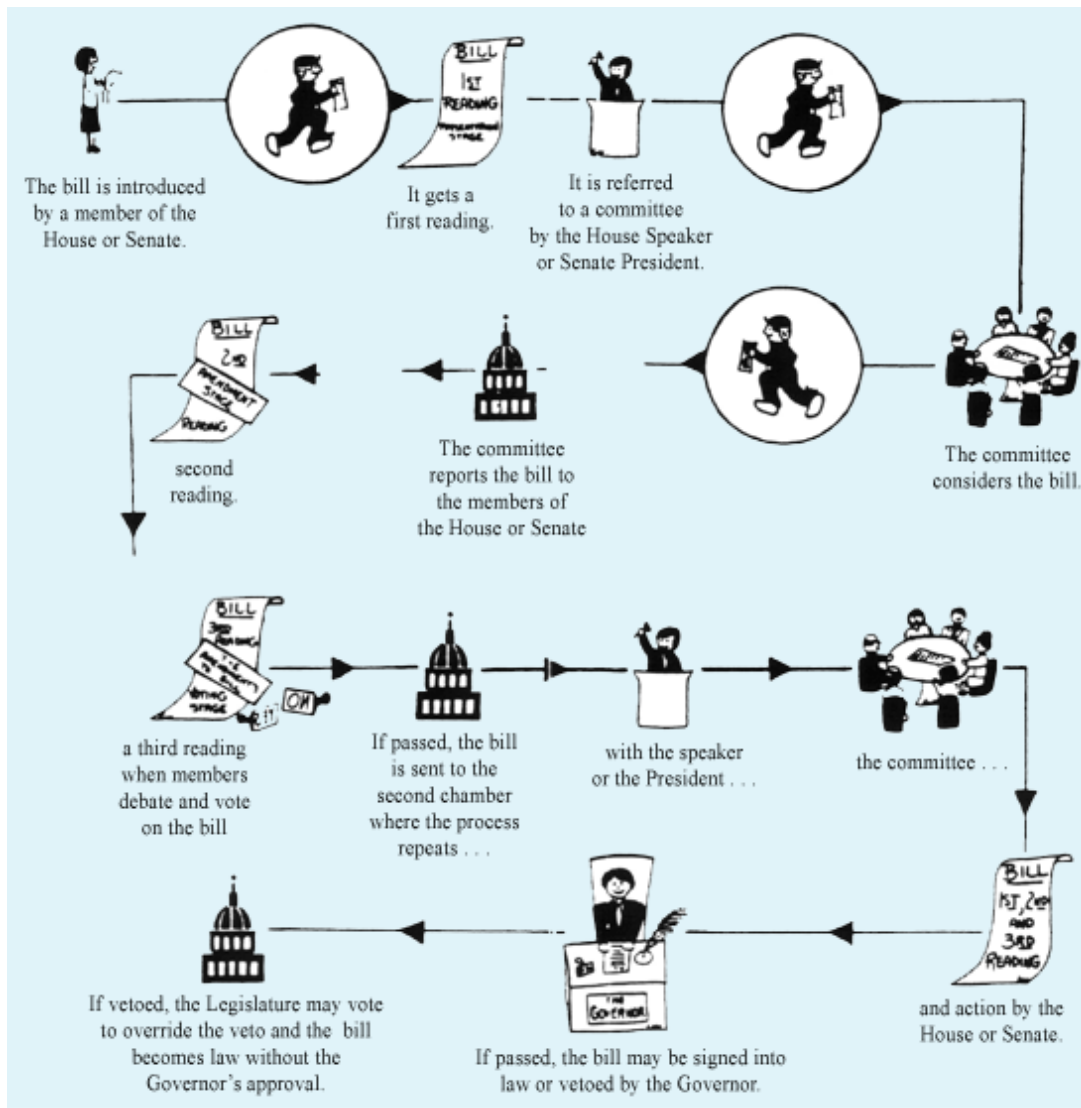 BILL
1ST
READING
STAGE
The bill is introduced
by a member of the
House or Senate.
It gets a
first reading.
It is referred
to a committee
by the House Speaker
or Senate President.
BILL
2ND
AMENDMENT
STAGE
READING
second
reading.
The committee
reports the bill to
the members of
the House or Senate
The committee
considers the bill.
BILL
3RD
READING
AMENDMENTS
VOTING
STAGE
NO
a third reading
when members
debate and vote
on the bill
If passed, the bill
is sent to the
second chamber
where the process
repeats . . .
with the speaker
or the President . . .
the committee . . .
BILL
1ST, 2ND
AND
3RD
READING
and action by the
House or Senate.
THE
GOVERNOR
If passed, the bill may be signed into
law or vetoed by the Governor.
If vetoed, the Legislature may vote
to override the veto and the bill
becomes law without the
Governor's approval.